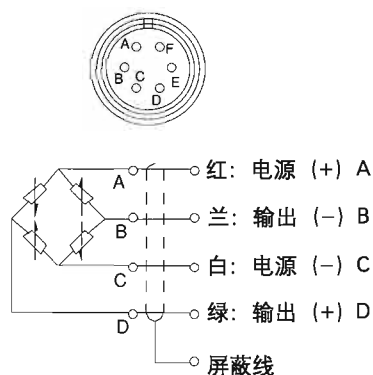 A F
B C E
D
A 红: 电源 (+) A
B 兰: 输出 (-) B
C 白: 电源 (-) C
D 绿: 输出 (+) D
屏蔽线